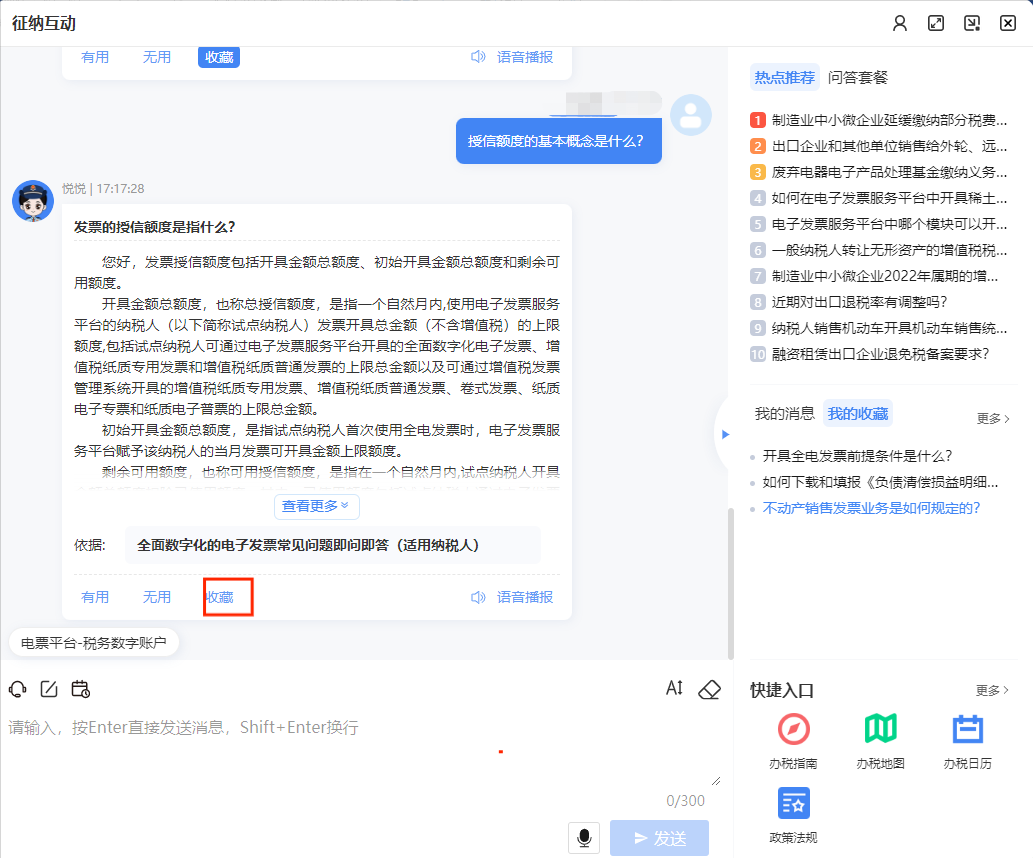 征纳互动
有用 无用 收藏 语音播报
授信额度的基本概念是什么?
悦悦 | 17:17:28
发票的授信额度是指什么?
您好，发票授信额度包括开具金额总额度、初始开具金额总额度和剩余可
用额度。
开具金额总额度，也称总授信额度，是指一个自然月内,使用电子发票服务
平台的纳税人（以下简称试点纳税人）发票开具总金额（不含增值税）的上限
额度,包括试点纳税人可通过电子发票服务平台开具的全面数字化电子发票、增
值税纸质专用发票和增值税纸质普通发票的上限总金额以及可通过增值税发票
管理系统开具的增值税纸质专用发票、增值税纸质普通发票、卷式发票、纸质
电子专票和纸质电子普票的上限总金额。
初始开具金额总额度，是指试点纳税人首次使用全电发票时，电子发票服
务平台赋予该纳税人的当月发票可开具金额上限额度。
剩余可用额度，也称可用授信额度，是指在一个自然月内,试点纳税人开具
查看更多
依据: 全面数字化的电子发票常见问题即问即答（适用纳税人）
有用 无用 收藏 语音播报
电票平台-税务数字账户
请输入，按Enter直接发送消息，Shift+Enter换行
0/300
发送
热点推荐 问答套餐
1 制造业中小微企业延缓缴纳部分税费...
2 出口企业和其他单位销售给外轮、远...
3 废弃电器电子产品处理基金缴纳义务...
4 如何在电子发票服务平台中开具稀土...
5 电子发票服务平台中哪个模块可以开...
6 一般纳税人转让无形资产的增值税税...
7 制造业中小微企业2022年属期的增...
8 近期对出口退税率有调整吗?
9 纳税人销售机动车开具机动车销售统...
10 融资租赁出口企业退免税备案要求?
我的消息 我的收藏 更多
开具全电发票前提条件是什么?
如何下载和填报《负债清偿损益明细...
不动产销售发票业务是如何规定的?
快捷入口 更多
办税指南 办税地图 办税日历
政策法规